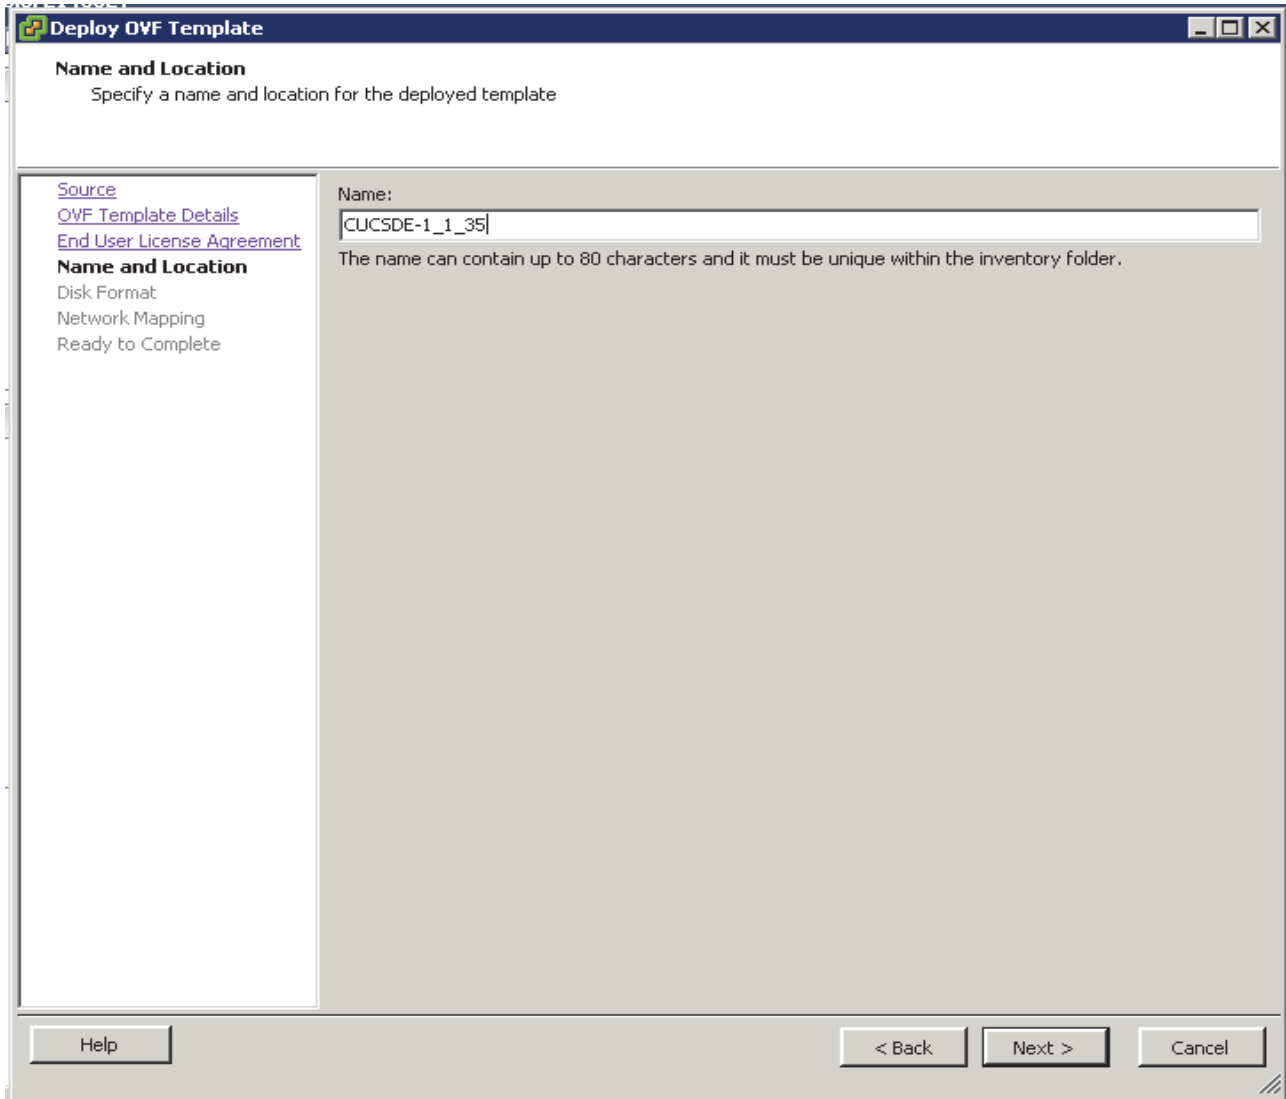 Deploy OVF Template
Name and Location
Specify a name and location for the deployed template
Source
OVF Template Details
End User License Agreement
Name and Location
Disk Format
Network Mapping
Ready to Complete
Name:
CUCSDE-1_1_35
The name can contain up to 80 characters and it must be unique within the inventory folder.
Help
< Back
Next >
Cancel